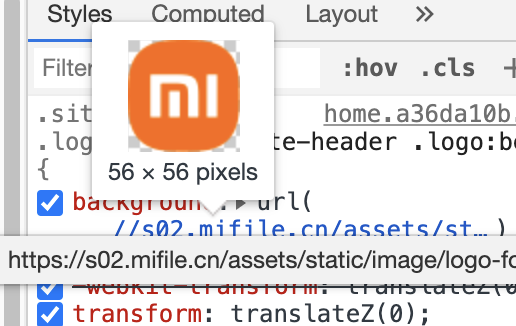 Styles Computed Layout »
Filter :hov .cls +
.sit home.a36da10b.
.log te-header .logo:be
{
mi
56 × 56 pixels
background: ▶ url(
//s02.mifile.cn/assets/st… )
https://s02.mifile.cn/assets/static/image/logo-fo
-webkit-transform: translateZ(0
transform: translateZ(0);